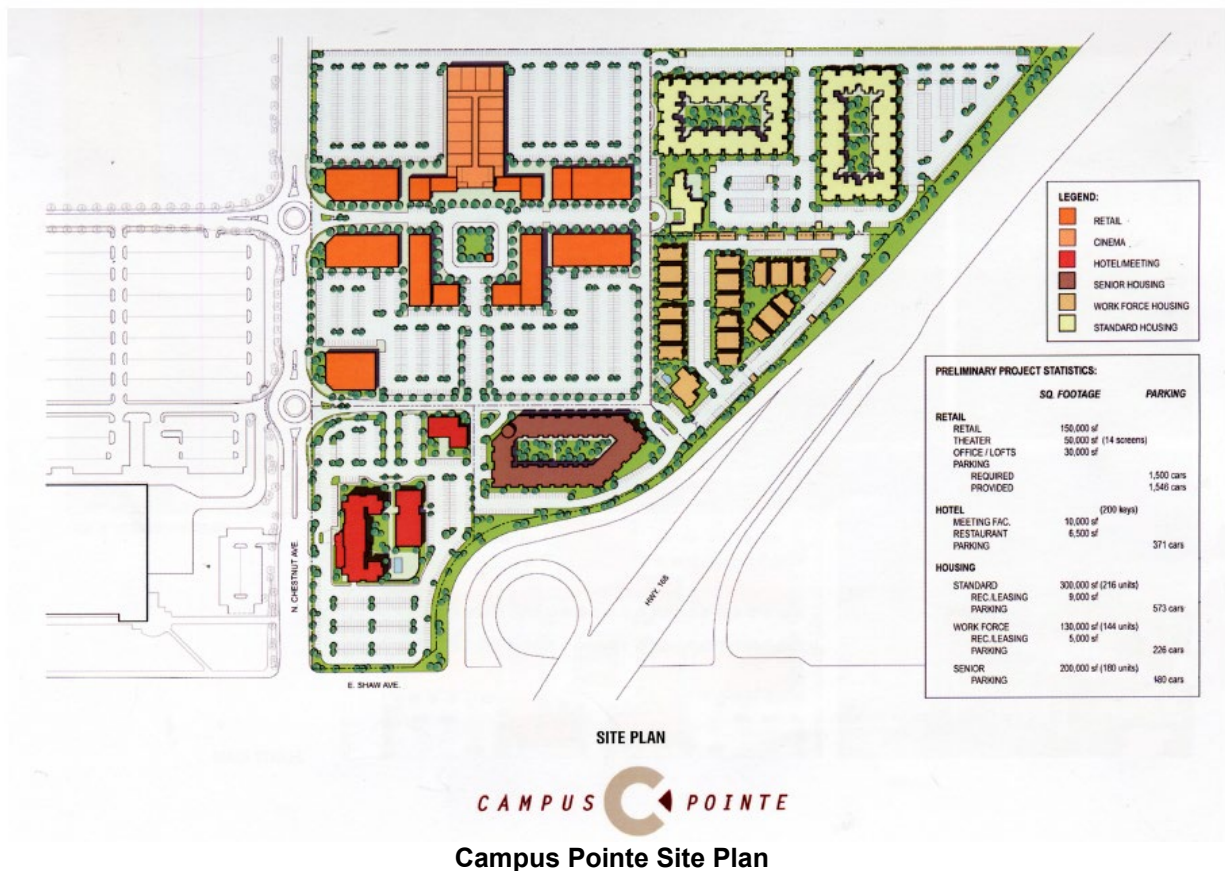 LEGEND:
RETAIL
CINEMA
HOTEL/MEETING
SENIOR HOUSING
WORK FORCE HOUSING
STANDARD HOUSING
PRELIMINARY PROJECT STATISTICS:
SQ. FOOTAGE PARKING
RETAIL
RETAIL 150,000 sf
THEATER 50,000 sf (14 screens)
OFFICE / LOFTS 30,000 sf
PARKING
REQUIRED 1,500 cars
PROVIDED 1,546 cars
HOTEL (200 keys)
MEETING FAC. 10,000 sf
RESTAURANT 6,500 sf
PARKING 371 cars
HOUSING
STANDARD 300,000 sf (216 units)
REC./LEASING 9,000 sf
PARKING 573 cars
WORK FORCE 130,000 sf (144 units)
REC./LEASING 5,000 sf
PARKING 226 cars
SENIOR 200,000 sf (180 units)
PARKING 180 cars
N. CHESTNUT AVE.
HWY. 168
E. SHAW AVE.
SITE PLAN
CAMPUS POINTE
Campus Pointe Site Plan